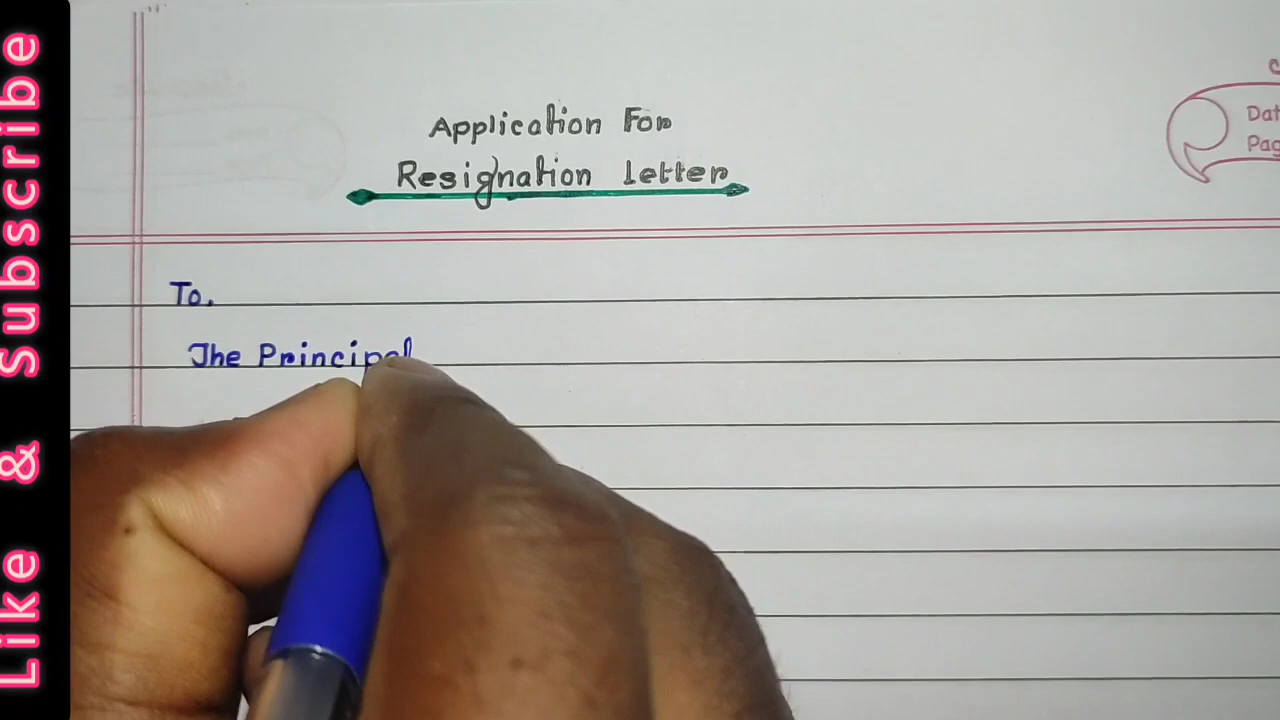 Like & Subscribe
Application For
Resignation Letter
To,
The Principal